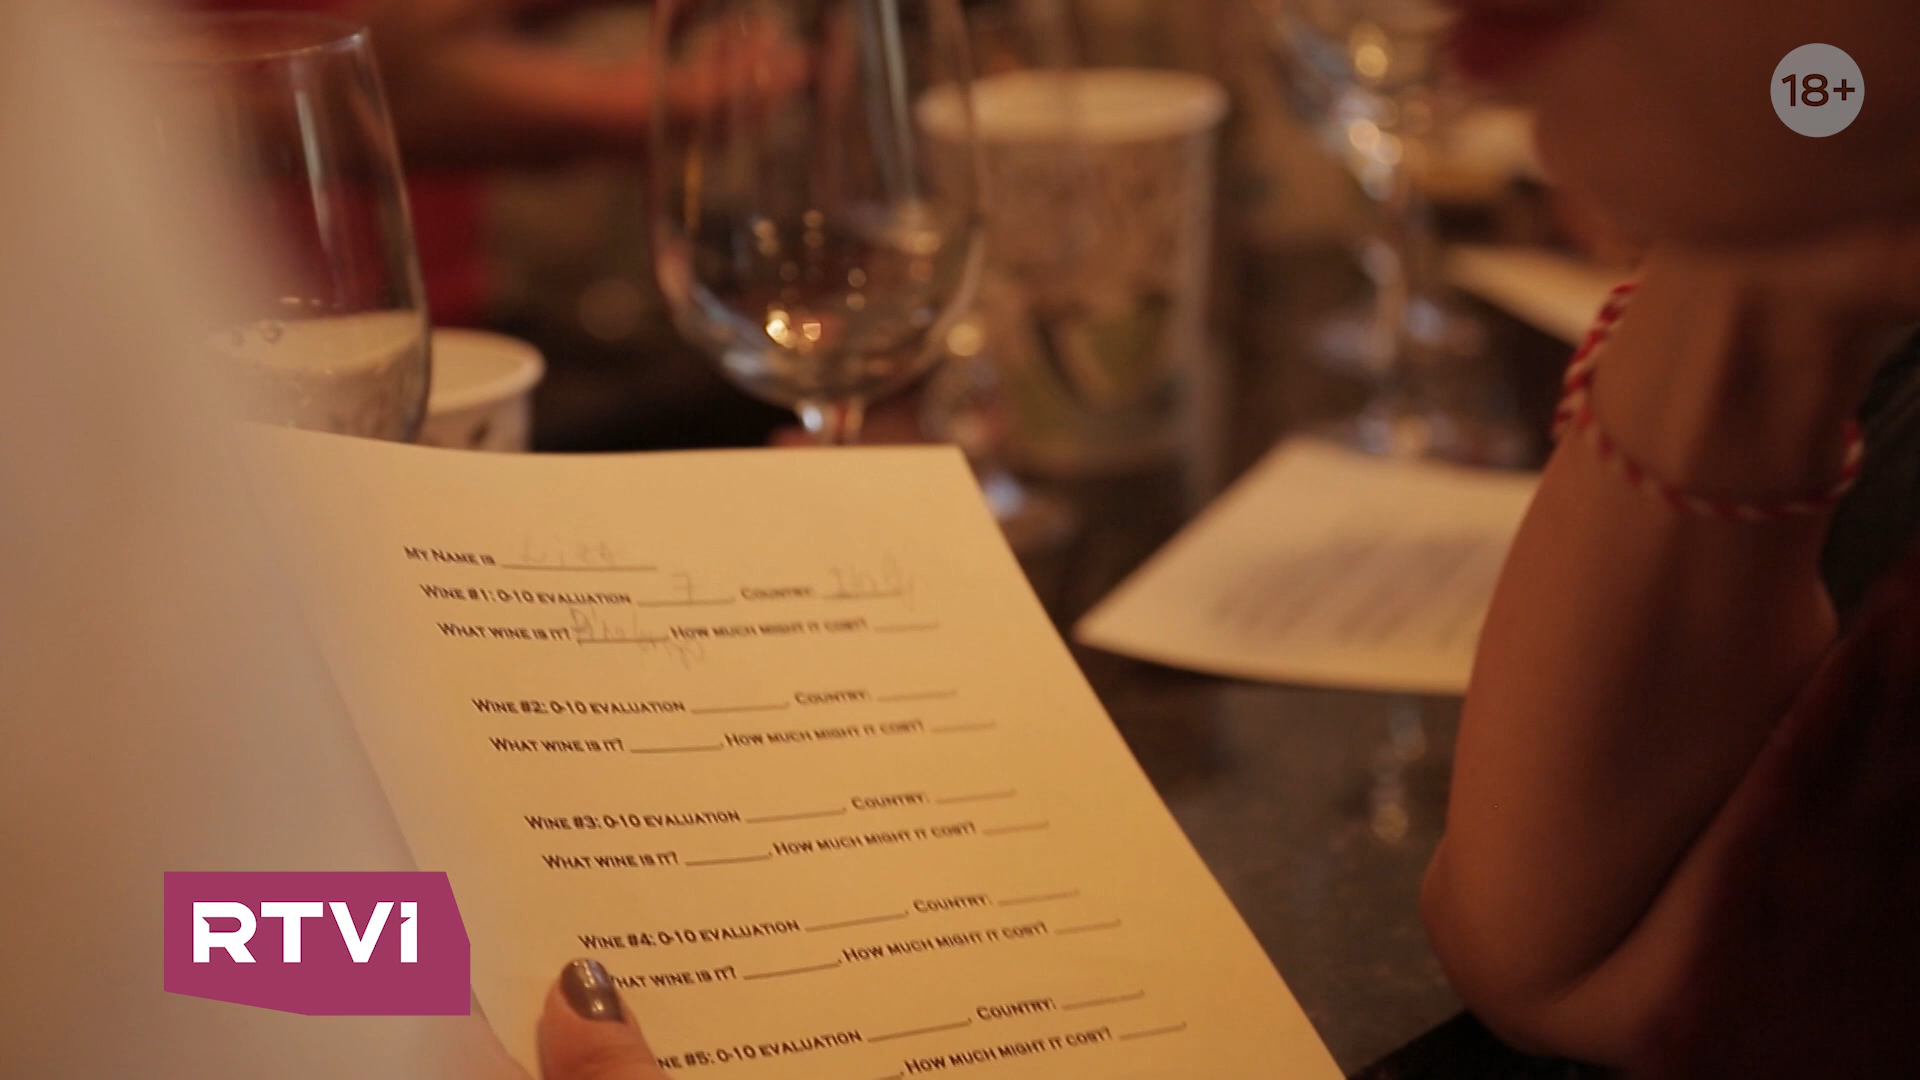 18+
MY NAME IS Liza
WINE #1: 0-10 EVALUATION 7 COUNTRY: Italy
WHAT WINE IS IT? HOW MUCH MIGHT IT COST?
WINE #2: 0-10 EVALUATION , COUNTRY:
WHAT WINE IS IT? , HOW MUCH MIGHT IT COST?
WINE #3: 0-10 EVALUATION , COUNTRY:
WHAT WINE IS IT? , HOW MUCH MIGHT IT COST?
WINE #4: 0-10 EVALUATION , COUNTRY:
HAT WINE IS IT? , HOW MUCH MIGHT IT COST?
NE #5: 0-10 EVALUATION , COUNTRY:
, HOW MUCH MIGHT IT COST?
RTVi